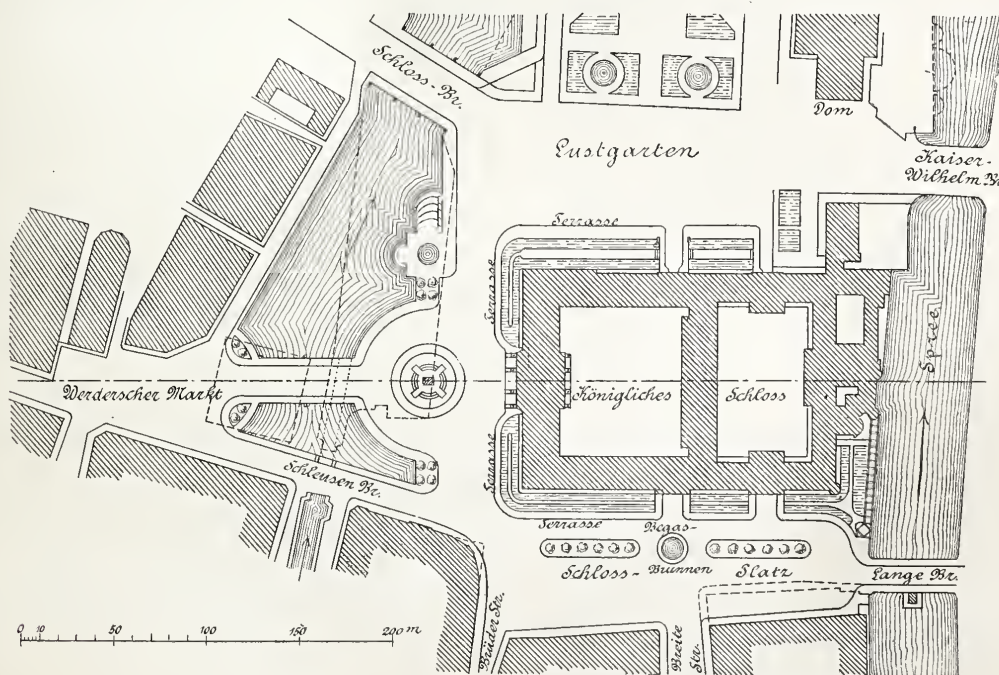 Schloss-Br.
Dom
Lustgarten
Kaiser-
Wilhelm Br.
Terrasse
Terrasse
Spree
Werderscher Markt
Königliches
Schloss
Terrasse
Schleusen Br.
Terrasse
Begas-
Brunnen
Schloss-
Platz
Lange Br.
Brüder Str.
Breite
Str.
0 10 50 100 150 200 m